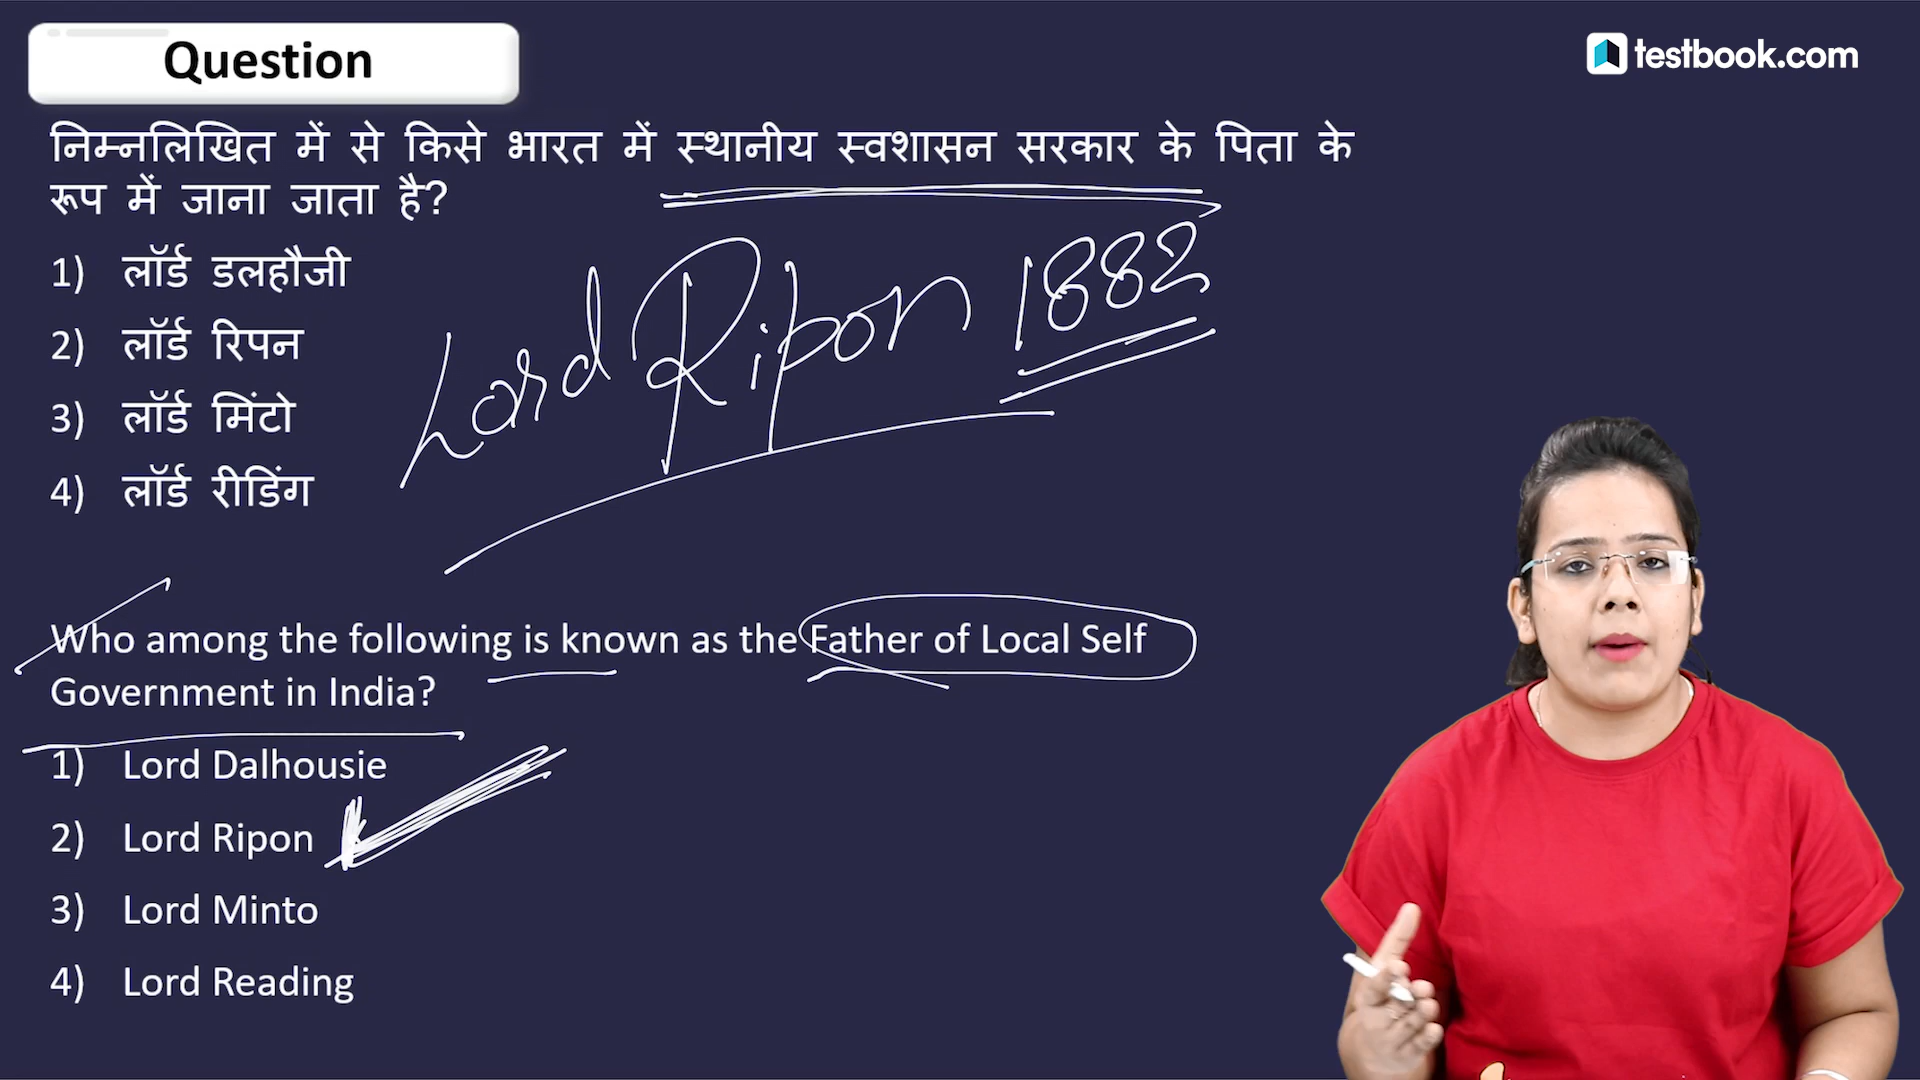 Question
testbook.com
निम्नलिखित में से किसे भारत में स्थानीय स्वशासन सरकार के पिता के
रूप में जाना जाता है?
1) लॉर्ड डलहौजी
2) लॉर्ड रिपन
3) लॉर्ड मिंटो
4) लॉर्ड रीडिंग
Lord Ripon 1882
Who among the following is known as the Father of Local Self
Government in India?
1) Lord Dalhousie
2) Lord Ripon
3) Lord Minto
4) Lord Reading